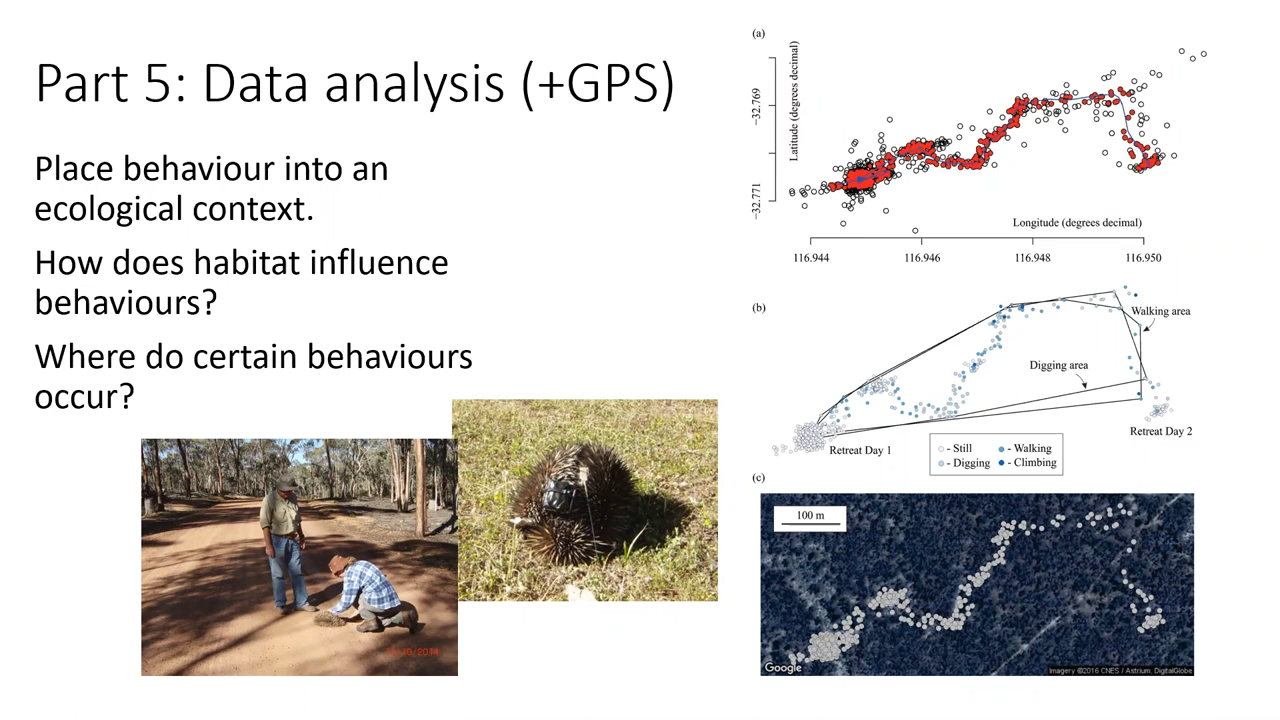 Part 5: Data analysis (+GPS)
Place behaviour into an
ecological context.
How does habitat influence
behaviours?
Where do certain behaviours
occur?
(a)
Latitude (degrees decimal)
−32.769
−32.771
Longitude (degrees decimal)
116.944
116.946
116.948
116.950
(b)
Walking area
Digging area
Retreat Day 1
Retreat Day 2
- Still
- Walking
- Digging
- Climbing
(c)
100 m
Google
Imagery ©2016 CNES / Astrium, DigitalGlobe